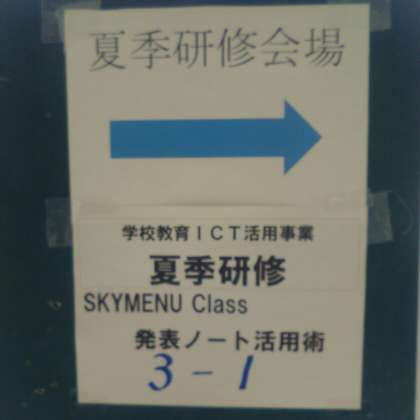 夏季研修会場
学校教育ICT活用事業
夏季研修
SKYMENU Class
発表ノート活用術
3-1